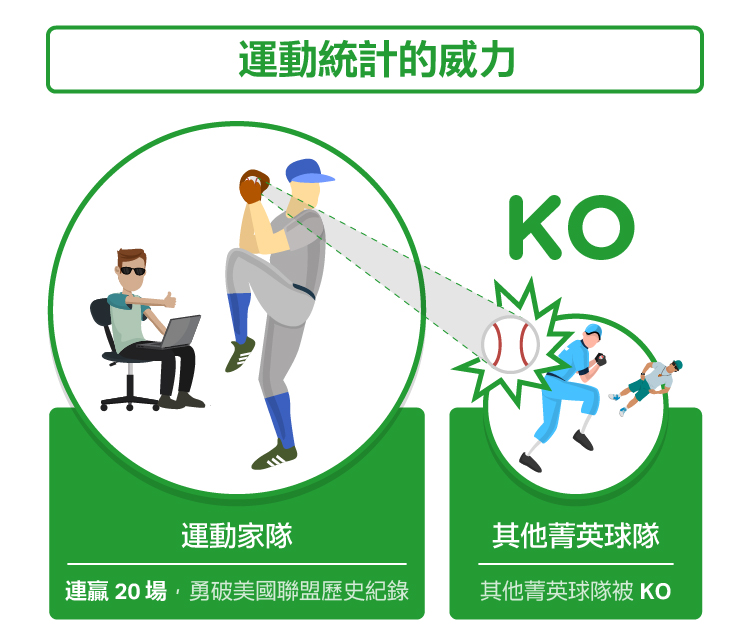 運動統計的威力
KO
運動家隊
連贏 20 場，勇破美國聯盟歷史紀錄
其他菁英球隊
其他菁英球隊被 KO